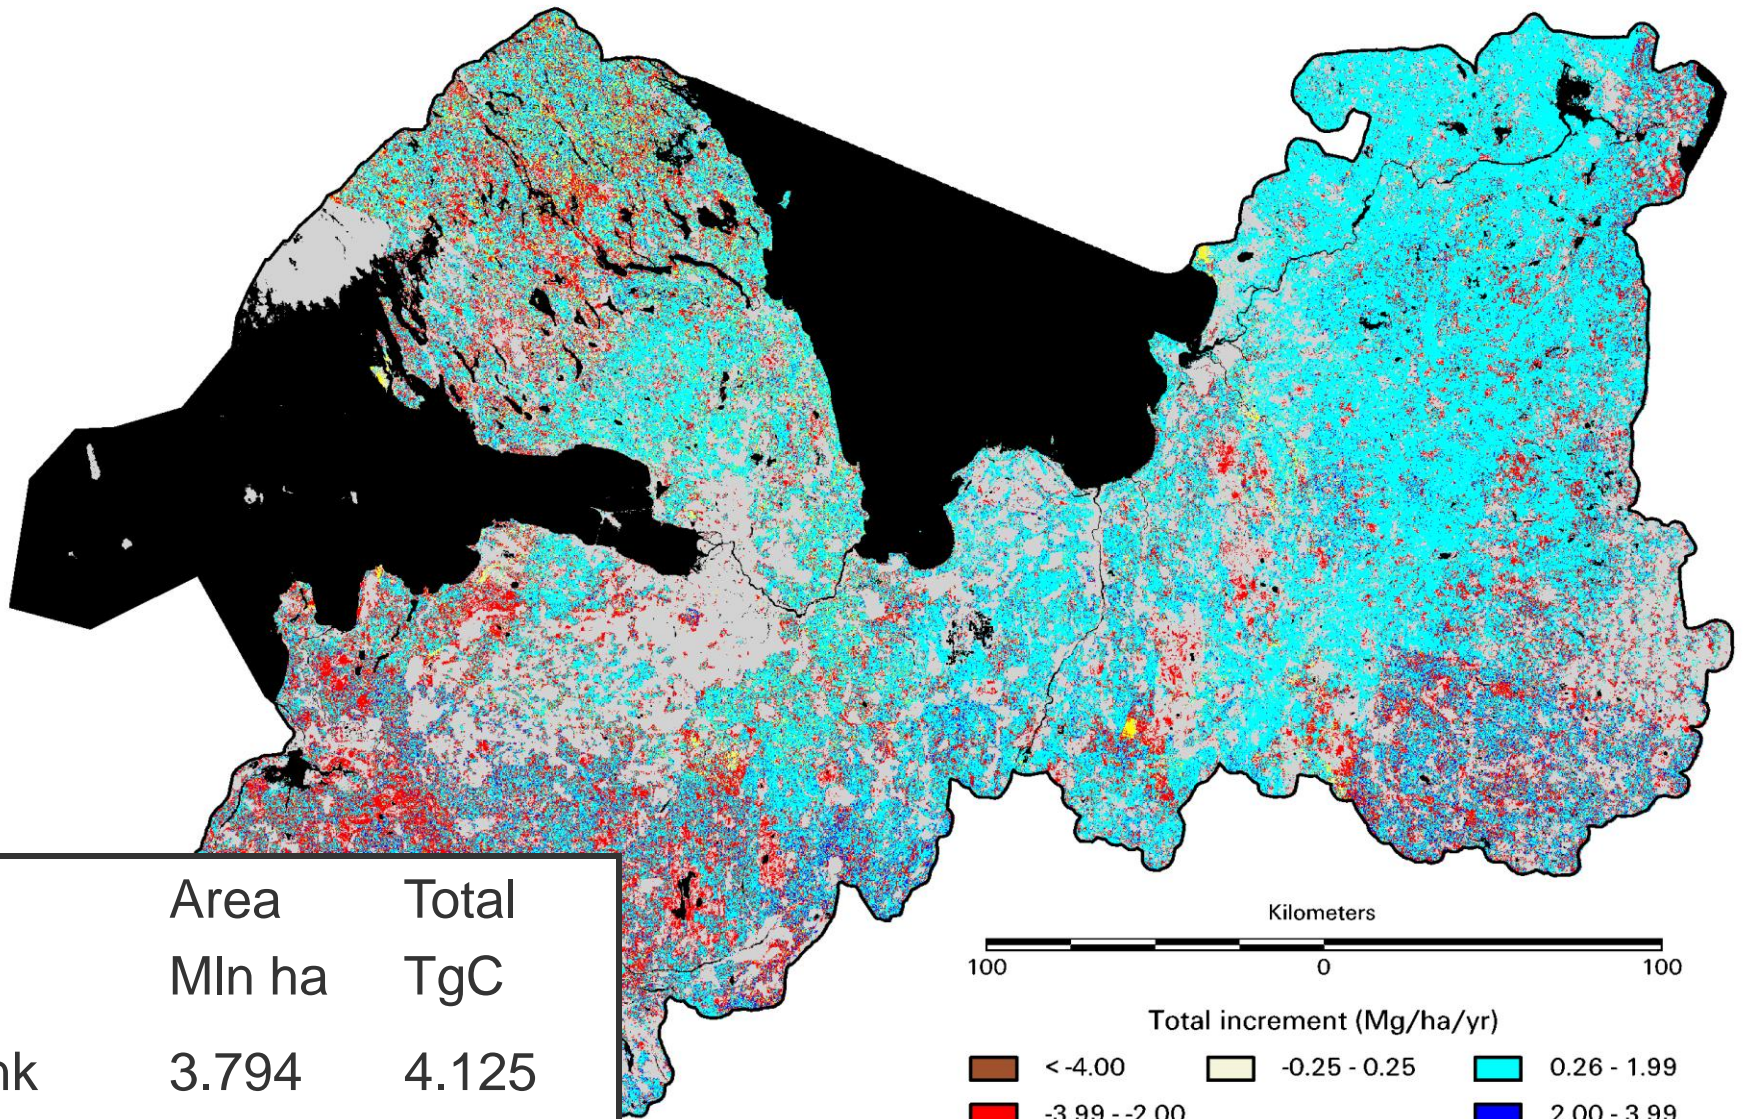 Area Total
Mln ha TgC
3.794 4.125
Kilometers
100 0 100
Total increment (Mg/ha/yr)
< -4.00 -0.25 - 0.25 0.26 - 1.99
-3.99 - -2.00 2.00 - 3.99